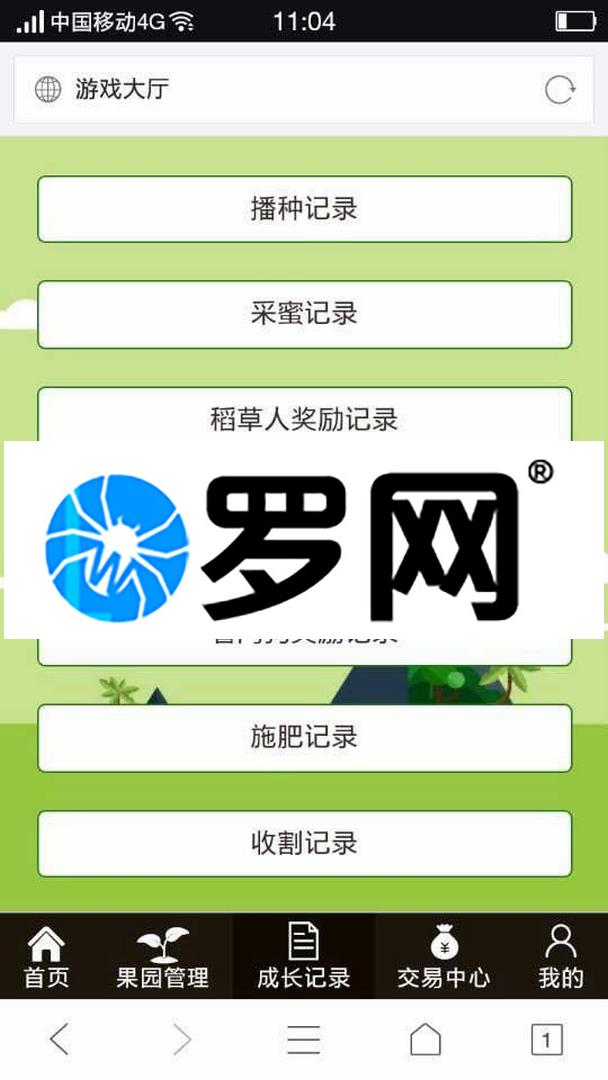 中国移动4G
11:04
游戏大厅
播种记录
采蜜记录
稻草人奖励记录
罗网®
施肥记录
收割记录
首页
果园管理
成长记录
¥
交易中心
我的
1